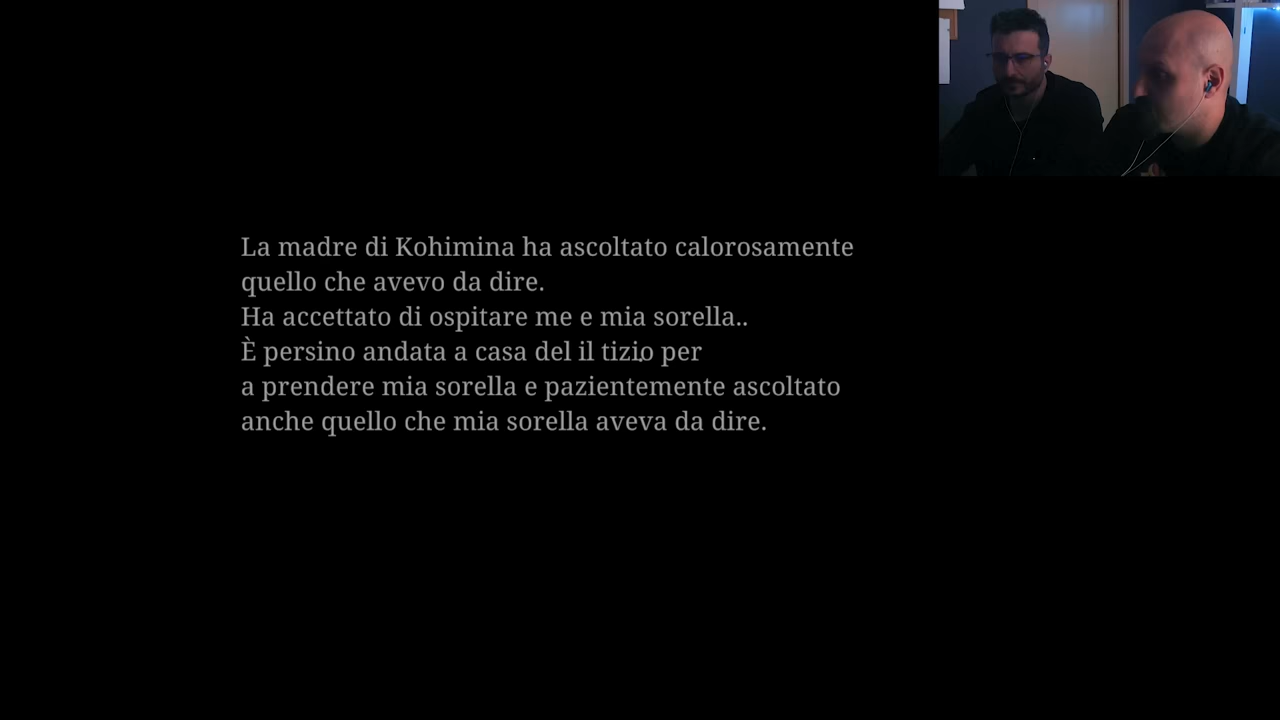 La madre di Kohimina ha ascoltato calorosamente
quello che avevo da dire.
Ha accettato di ospitare me e mia sorella..
È persino andata a casa del il tizio per
a prendere mia sorella e pazientemente ascoltato
anche quello che mia sorella aveva da dire.